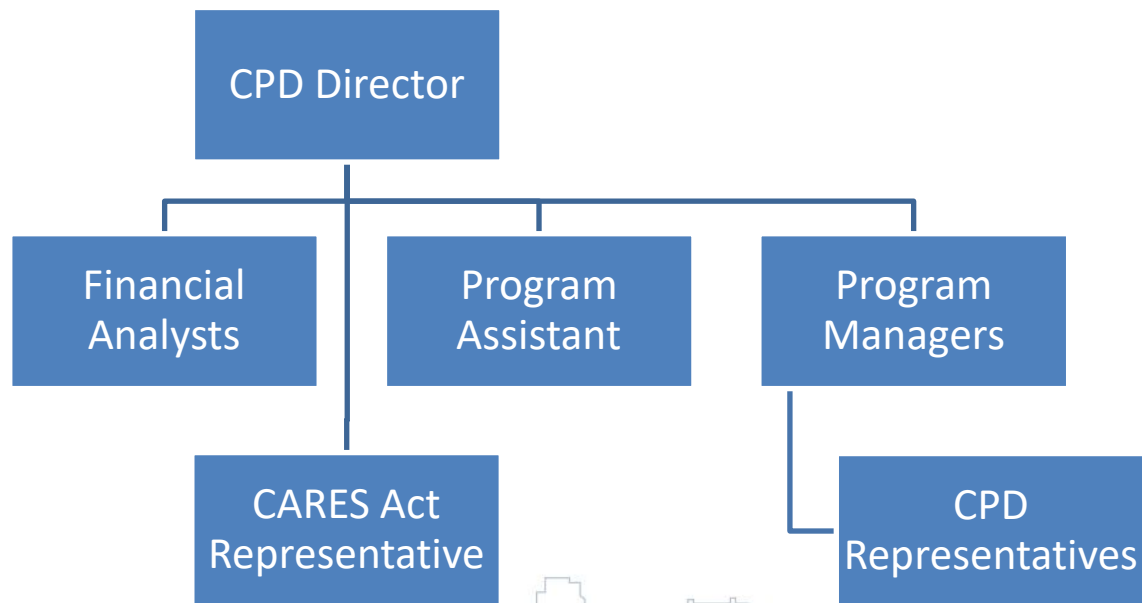 CPD Director
Financial
Analysts
Program
Assistant
Program
Managers
CARES Act
Representative
CPD
Representatives